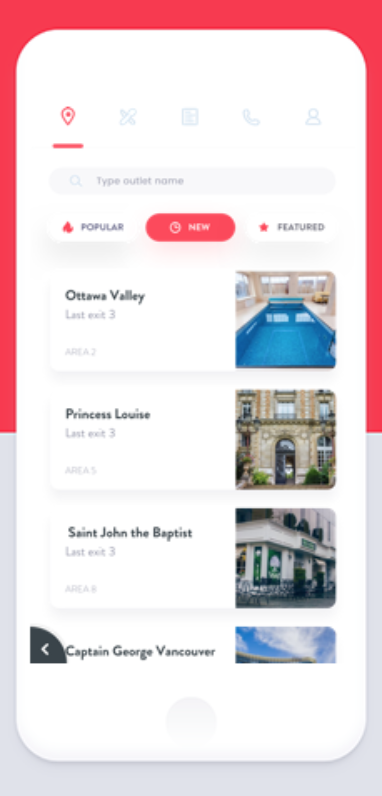 Type outlet name
POPULAR
NEW
FEATURED
Ottawa Valley
Last exit 3
AREA 2
Princess Louise
Last exit 3
AREA 5
Saint John the Baptist
Last exit 3
AREA 8
Captain George Vancouver